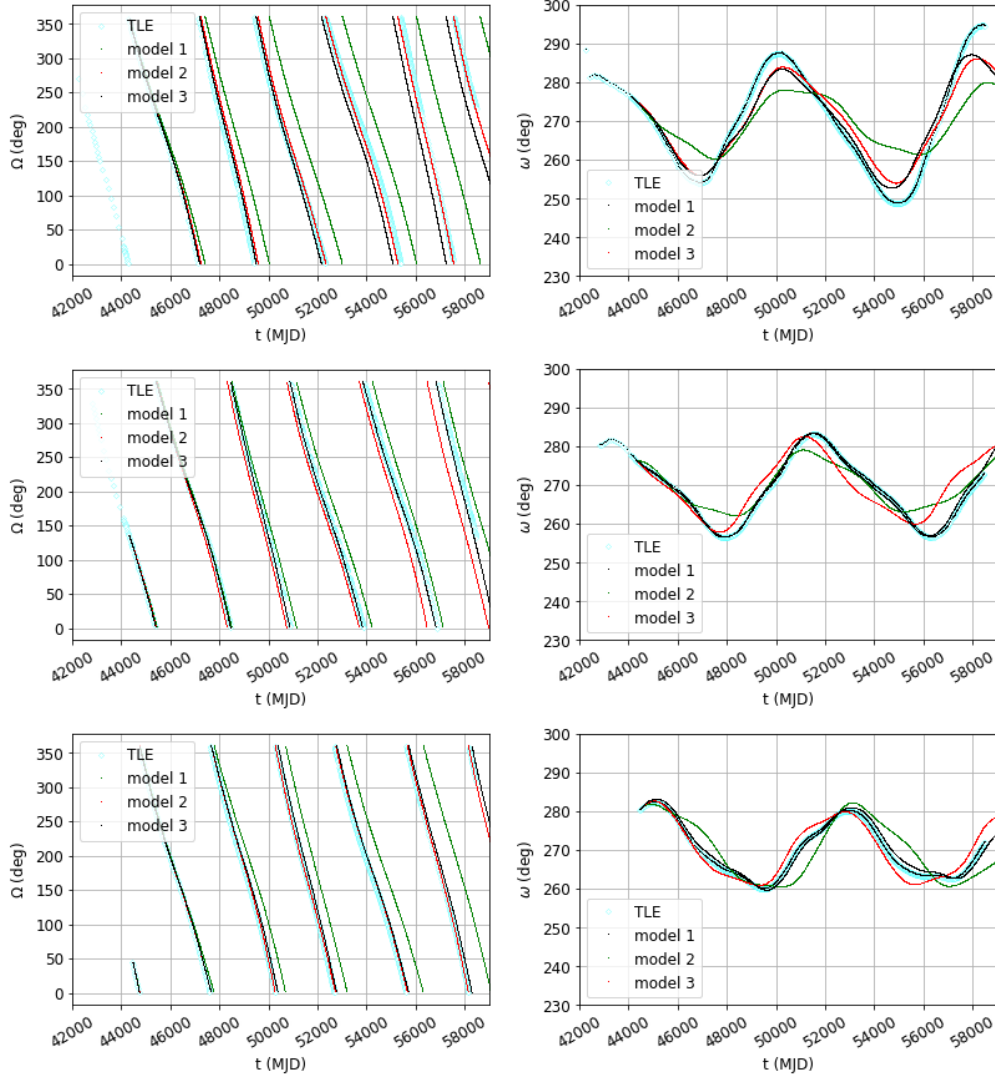 350
300
250
200
150
100
50
0
Ω (deg)
42000
44000
46000
48000
50000
52000
54000
56000
58000
t (MJD)
TLE
model 1
model 2
model 3
300
290
280
270
260
250
240
230
ω (deg)
42000
44000
46000
48000
50000
52000
54000
56000
58000
t (MJD)
TLE
model 1
model 2
model 3
350
300
250
200
150
100
50
0
Ω (deg)
42000
44000
46000
48000
50000
52000
54000
56000
58000
t (MJD)
TLE
model 1
model 2
model 3
300
290
280
270
260
250
240
230
ω (deg)
42000
44000
46000
48000
50000
52000
54000
56000
58000
t (MJD)
TLE
model 1
model 2
model 3
350
300
250
200
150
100
50
0
Ω (deg)
42000
44000
46000
48000
50000
52000
54000
56000
58000
t (MJD)
TLE
model 1
model 2
model 3
300
290
280
270
260
250
240
230
ω (deg)
42000
44000
46000
48000
50000
52000
54000
56000
58000
t (MJD)
TLE
model 1
model 2
model 3